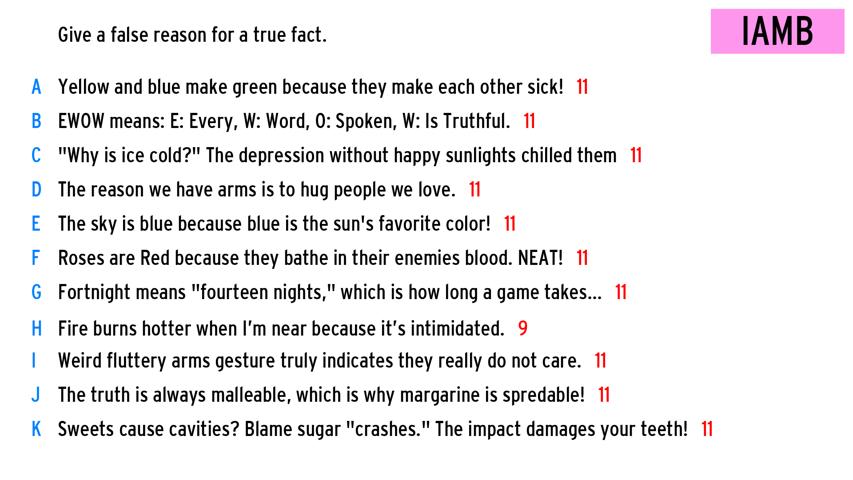 Give a false reason for a true fact.
IAMB
A Yellow and blue make green because they make each other sick! 11
B EWOW means: E: Every, W: Word, O: Spoken, W: Is Truthful. 11
C "Why is ice cold?" The depression without happy sunlights chilled them 11
D The reason we have arms is to hug people we love. 11
E The sky is blue because blue is the sun's favorite color! 11
F Roses are Red because they bathe in their enemies blood. NEAT! 11
G Fortnight means "fourteen nights," which is how long a game takes... 11
H Fire burns hotter when I’m near because it’s intimidated. 9
I Weird fluttery arms gesture truly indicates they really do not care. 11
J The truth is always malleable, which is why margarine is spredable! 11
K Sweets cause cavities? Blame sugar "crashes." The impact damages your teeth! 11